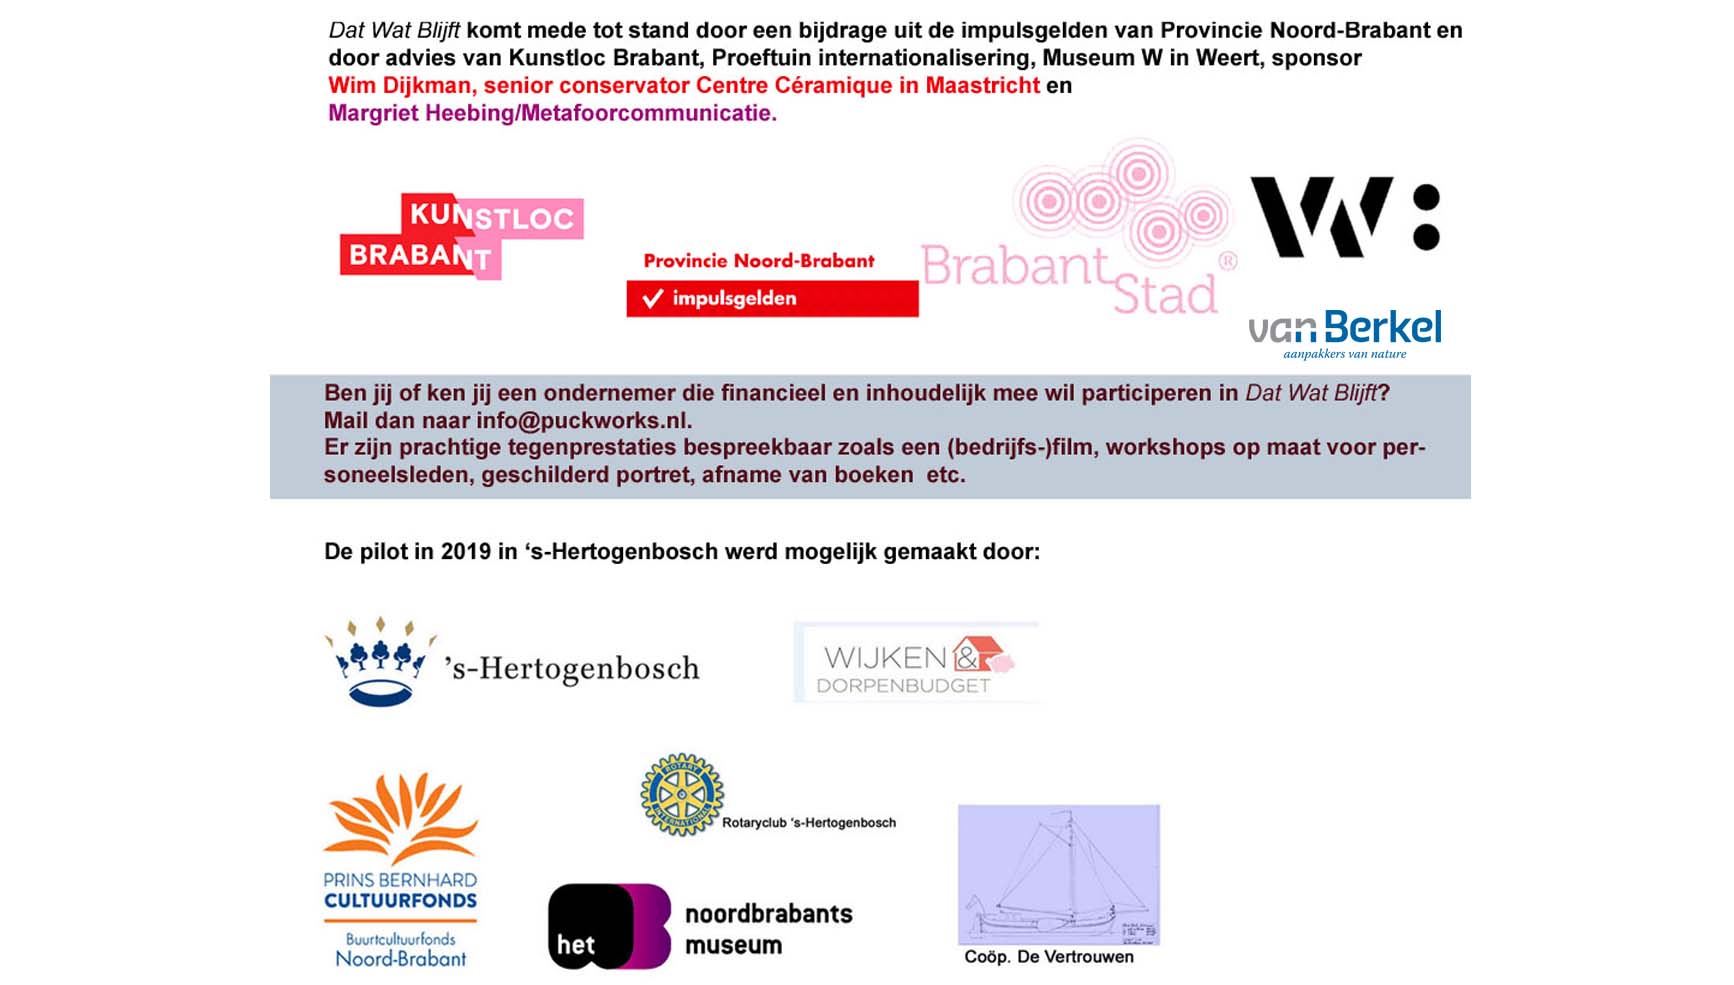 Dat Wat Blijft komt mede tot stand door een bijdrage uit de impulsgelden van Provincie Noord-Brabant en
door advies van Kunstloc Brabant, Proeftuin internationalisering, Museum W in Weert, sponsor
Wim Dijkman, senior conservator Centre Céramique in Maastricht en
Margriet Heebing/Metafoorcommunicatie.
KUNSTLOC
BRABANT
Provincie Noord-Brabant
impulsgelden
Brabant
Stad®
W:
van Berkel
aanpakkers van nature
Ben jij of ken jij een ondernemer die financieel en inhoudelijk mee wil participeren in Dat Wat Blijft?
Mail dan naar info@puckworks.nl.
Er zijn prachtige tegenprestaties bespreekbaar zoals een (bedrijfs-)film, workshops op maat voor per-
soneelsleden, geschilderd portret, afname van boeken  etc.
De pilot in 2019 in ‘s-Hertogenbosch werd mogelijk gemaakt door:
's-Hertogenbosch
WIJKEN &
DORPENBUDGET
ROTARY
INTERNATIONAL
Rotaryclub ‘s-Hertogenbosch
PRINS BERNHARD
CULTUURFONDS
Buurtcultuurfonds
Noord-Brabant
het
noordbrabants
museum
Coöp. De Vertrouwen